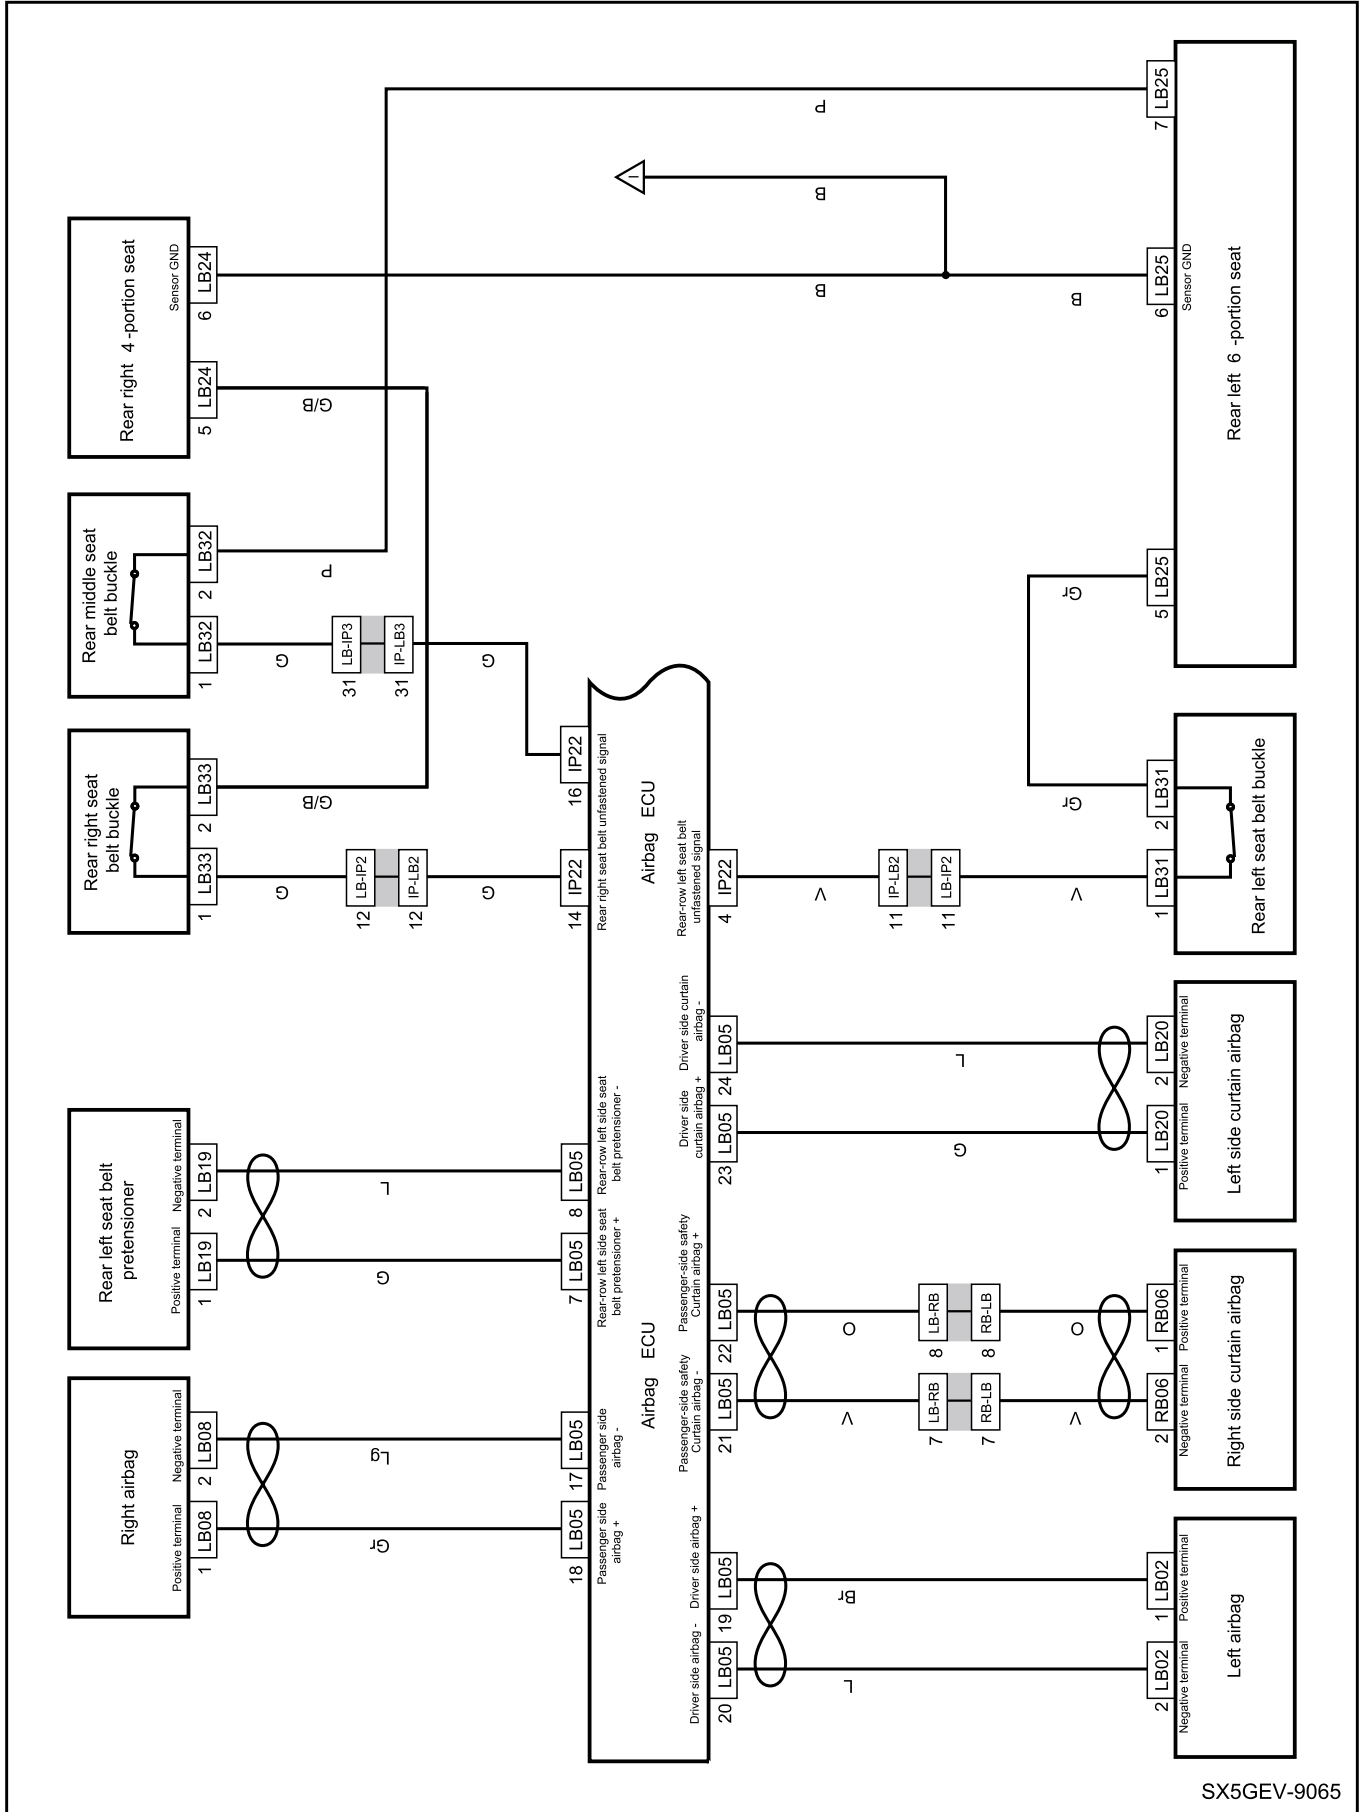 Right airbag
Positive terminal
Negative terminal
1
LB08
2
LB08
Gr
Lg
18
LB05
17
LB05
Passenger side
airbag +
Passenger side
airbag -
Rear left seat belt
pretensioner
Positive terminal
Negative terminal
1
LB19
2
LB19
G
L
7
LB05
8
LB05
Rear-row left side seat
belt pretensioner +
Rear-row left side seat
belt pretensioner -
Rear right seat
belt buckle
1
LB33
2
LB33
G
G/B
12
LB-IP2
12
IP-LB2
G
14
IP22
Rear right seat belt unfastened signal
Rear middle seat
belt buckle
1
LB32
2
LB32
G
P
31
LB-IP3
31
IP-LB3
G
16
IP22
Rear right 4 -portion seat
Sensor GND
5
LB24
6
LB24
G/B
B
B
P
Airbag ECU
Airbag ECU
Driver side airbag -
Driver side airbag +
20
LB05
19
LB05
L
Br
2
LB02
1
LB02
Negative terminal
Positive terminal
Left airbag
Passenger-side safety
Curtain airbag -
Passenger-side safety
Curtain airbag +
21
LB05
22
LB05
V
O
7
LB-RB
8
LB-RB
7
RB-LB
8
RB-LB
V
O
2
RB06
1
RB06
Negative terminal
Positive terminal
Right side curtain airbag
Driver side
curtain airbag +
Driver side curtain
airbag -
23
LB05
24
LB05
G
L
1
LB20
2
LB20
Positive terminal
Negative terminal
Left side curtain airbag
Rear-row left seat belt
unfastened signal
4
IP22
V
11
IP-LB2
11
LB-IP2
V
1
LB31
2
LB31
Gr
Rear left seat belt buckle
Gr
5
LB25
B
6
LB25
7
LB25
Sensor GND
Rear left 6 -portion seat
SX5GEV-9065